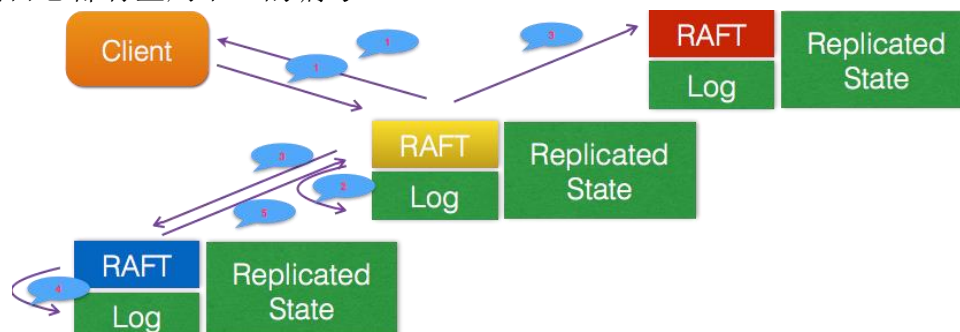 Client
1
1
3
RAFT
Log
Replicated
State
3
RAFT
2
Log
Replicated
State
5
RAFT
4
Log
Replicated
State